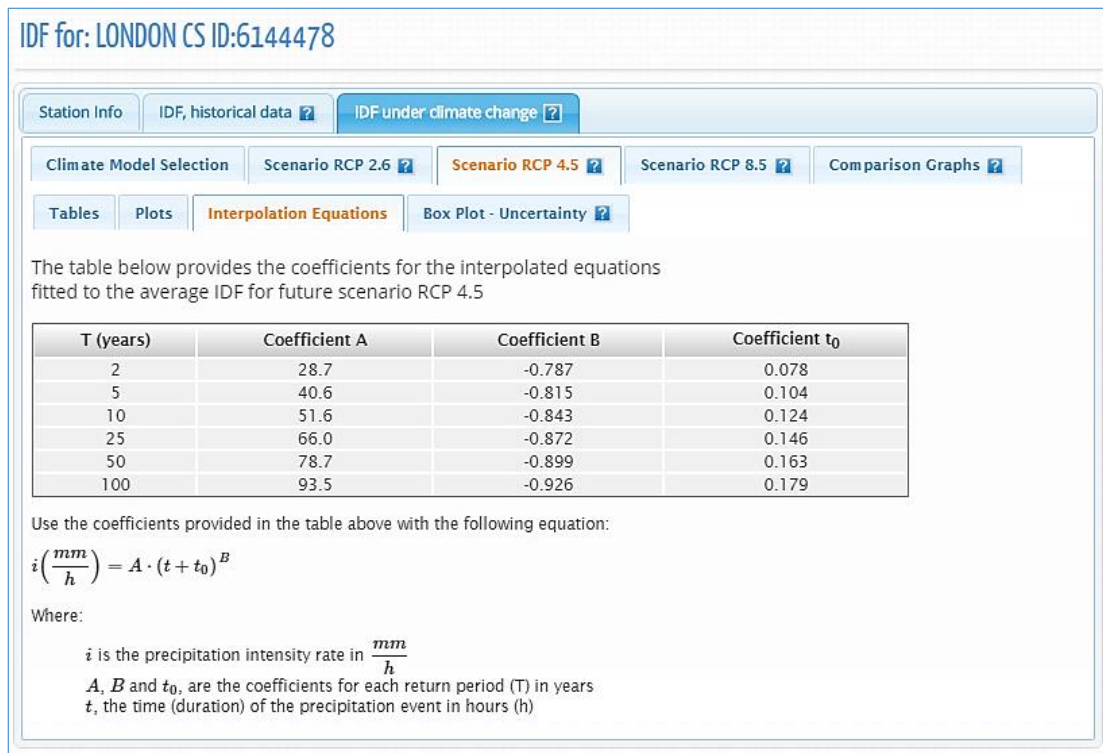 IDF for: LONDON CS ID:6144478
Station Info IDF, historical data ? IDF under climate change ?
Climate Model Selection Scenario RCP 2.6 ? Scenario RCP 4.5 ? Scenario RCP 8.5 ? Comparison Graphs ?
Tables Plots Interpolation Equations Box Plot - Uncertainty ?
The table below provides the coefficients for the interpolated equations
fitted to the average IDF for future scenario RCP 4.5
T (years) Coefficient A Coefficient B Coefficient t₀
2 28.7 -0.787 0.078
5 40.6 -0.815 0.104
10 51.6 -0.843 0.124
25 66.0 -0.872 0.146
50 78.7 -0.899 0.163
100 93.5 -0.926 0.179
Use the coefficients provided in the table above with the following equation:
i(mm/h) = A · (t + t₀)^B
Where:
i is the precipitation intensity rate in mm/h
A, B and t₀, are the coefficients for each return period (T) in years
t, the time (duration) of the precipitation event in hours (h)